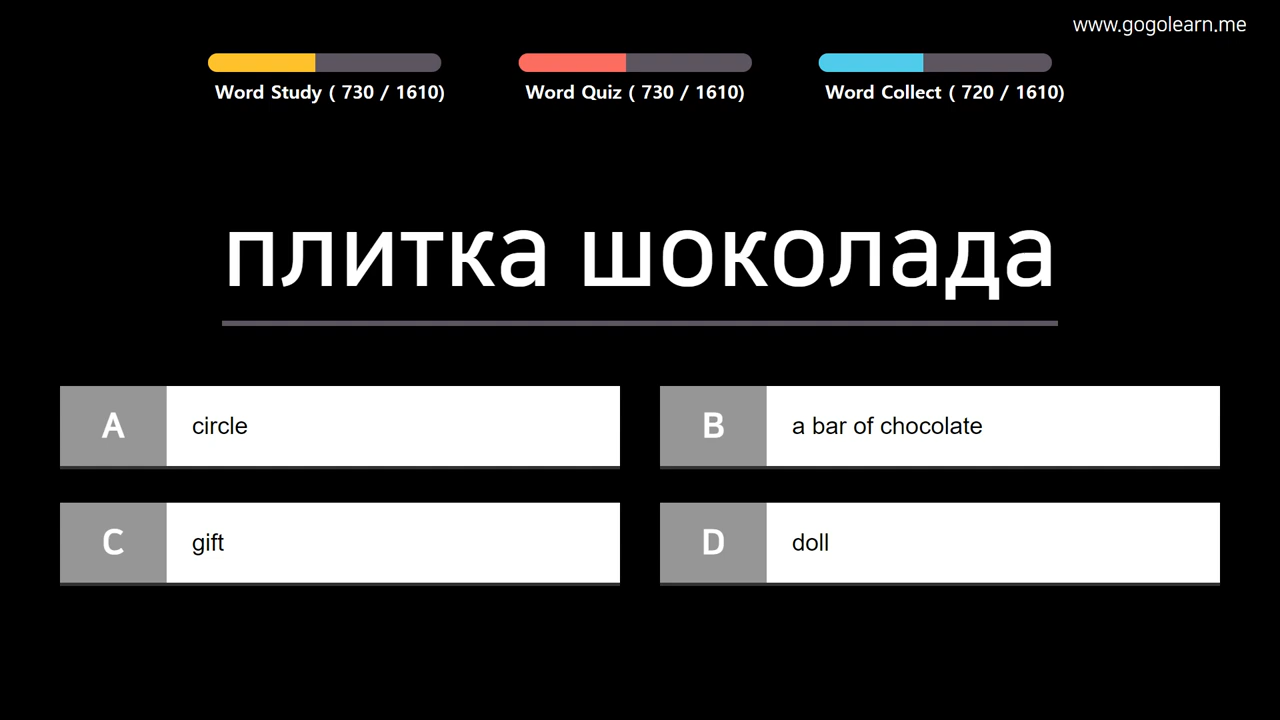 www.gogolearn.me
Word Study ( 730 / 1610)
Word Quiz ( 730 / 1610)
Word Collect ( 720 / 1610)
плитка шоколада
A circle
B a bar of chocolate
C gift
D doll